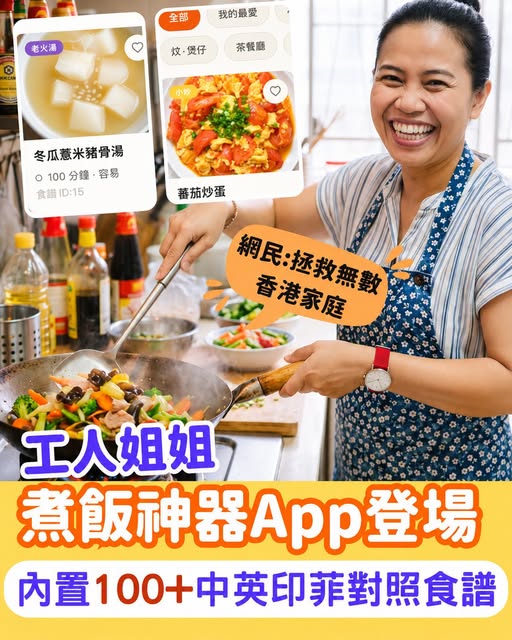 老火湯
冬瓜薏米豬骨湯
100 分鐘 · 容易
食譜 ID:15
全部
我的最愛
炆 · 煲仔
茶餐廳
小炒
蕃茄炒蛋
網民:拯救無數
香港家庭
工人姐姐
煮飯神器App登場
內置100+中英印菲對照食譜